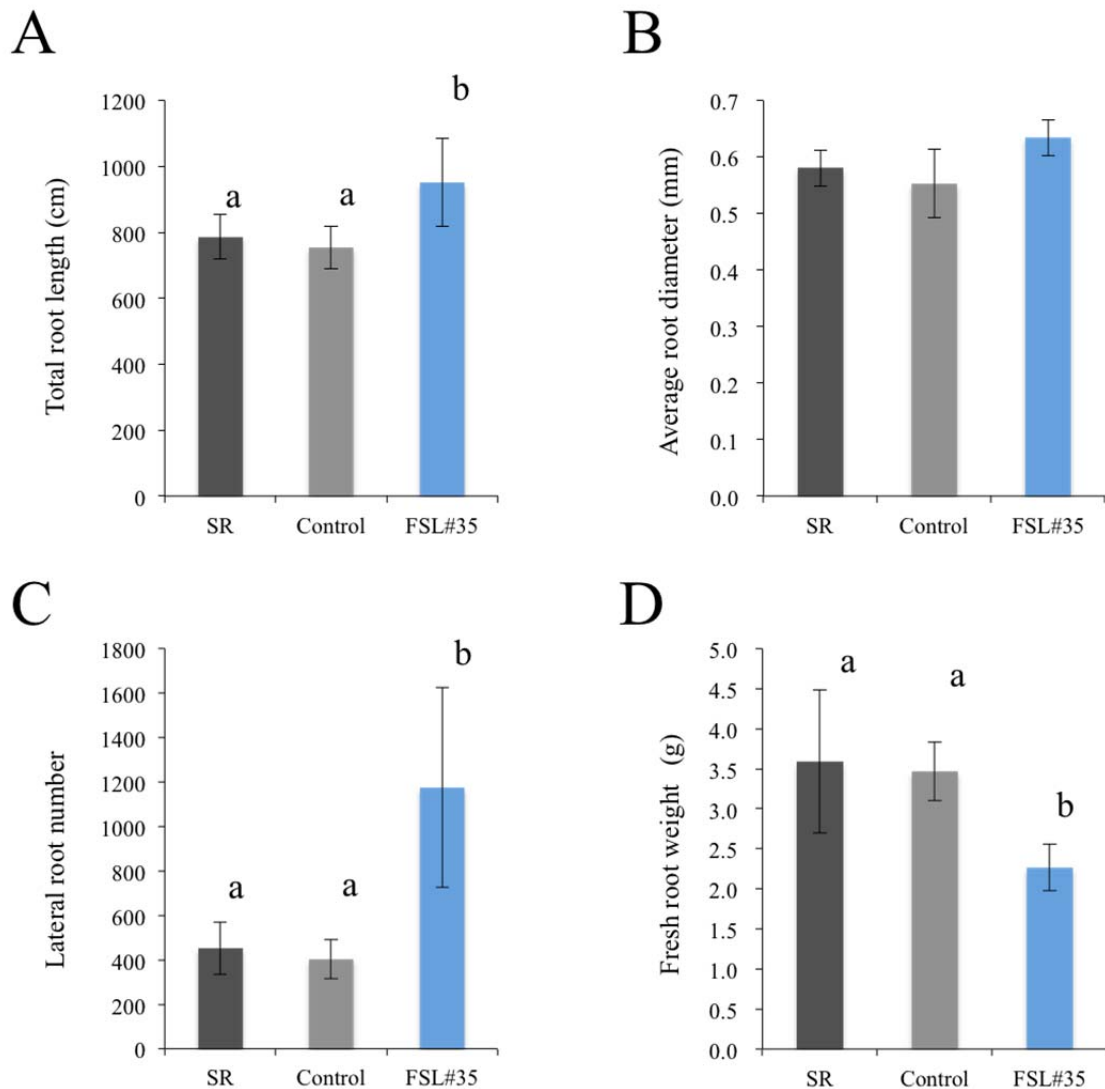 A
Total root length (cm)
1200
1000
800
600
400
200
0
a
a
b
SR Control FSL#35
B
Average root diameter (mm)
0.7
0.6
0.5
0.4
0.3
0.2
0.1
0.0
SR Control FSL#35
C
Lateral root number
1800
1600
1400
1200
1000
800
600
400
200
0
a
a
b
SR Control FSL#35
D
Fresh root weight (g)
5.0
4.5
4.0
3.5
3.0
2.5
2.0
1.5
1.0
0.5
0.0
a
a
b
SR Control FSL#35